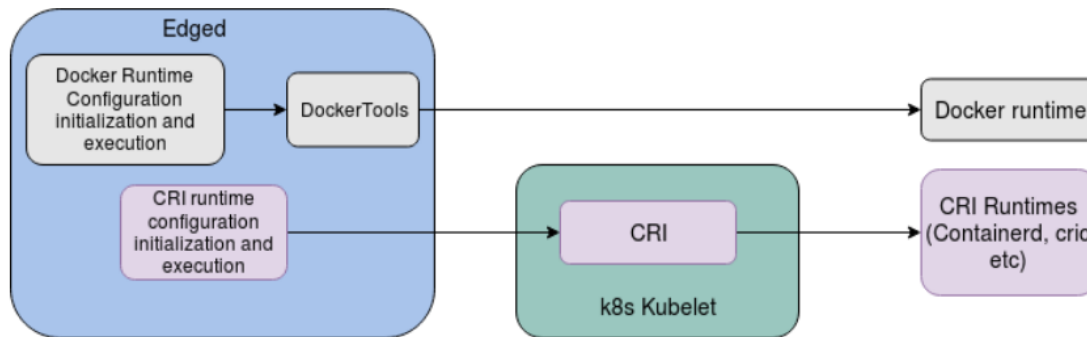 Edged
Docker Runtime
Configuration
initialization and
execution
DockerTools
Docker runtime
CRI runtime
configuration
initialization and
execution
CRI
k8s Kubelet
CRI Runtimes
(Containerd, cric
etc)